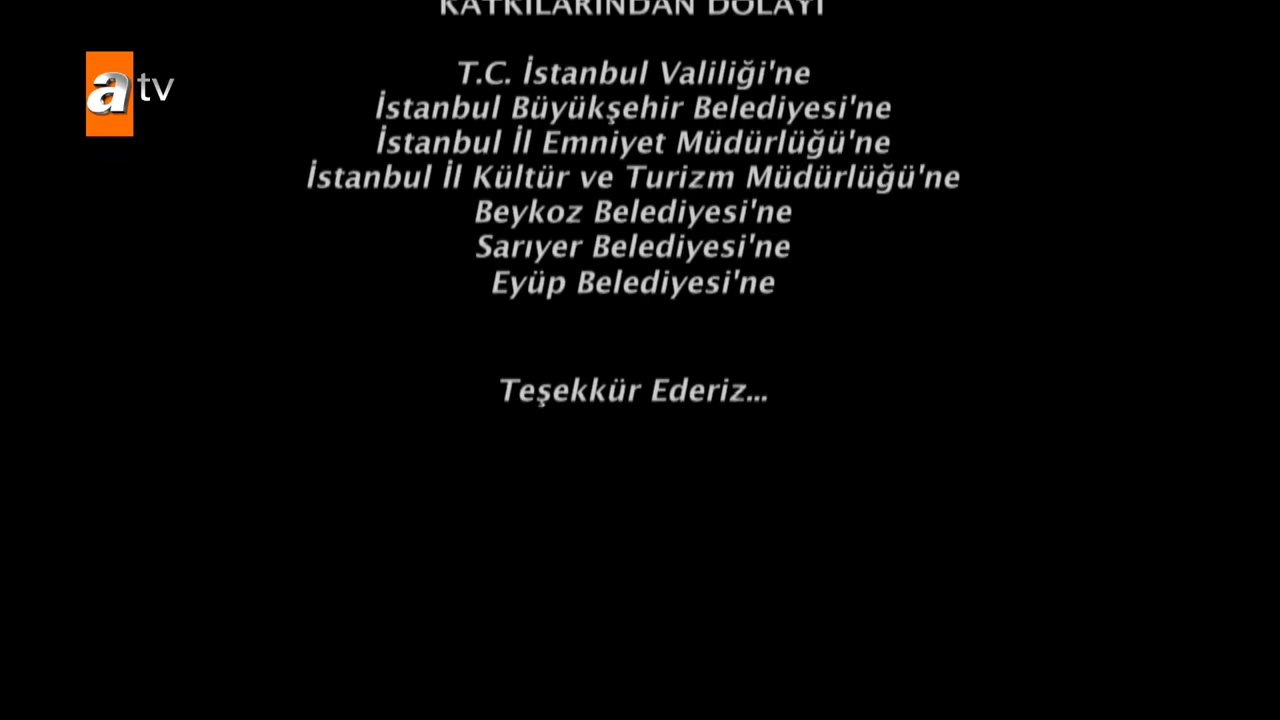 KATKILARINDAN DOLAYI
atv
T.C. İstanbul Valiliği'ne
İstanbul Büyükşehir Belediyesi'ne
İstanbul İl Emniyet Müdürlüğü'ne
İstanbul İl Kültür ve Turizm Müdürlüğü'ne
Beykoz Belediyesi'ne
Sarıyer Belediyesi'ne
Eyüp Belediyesi'ne
Teşekkür Ederiz...